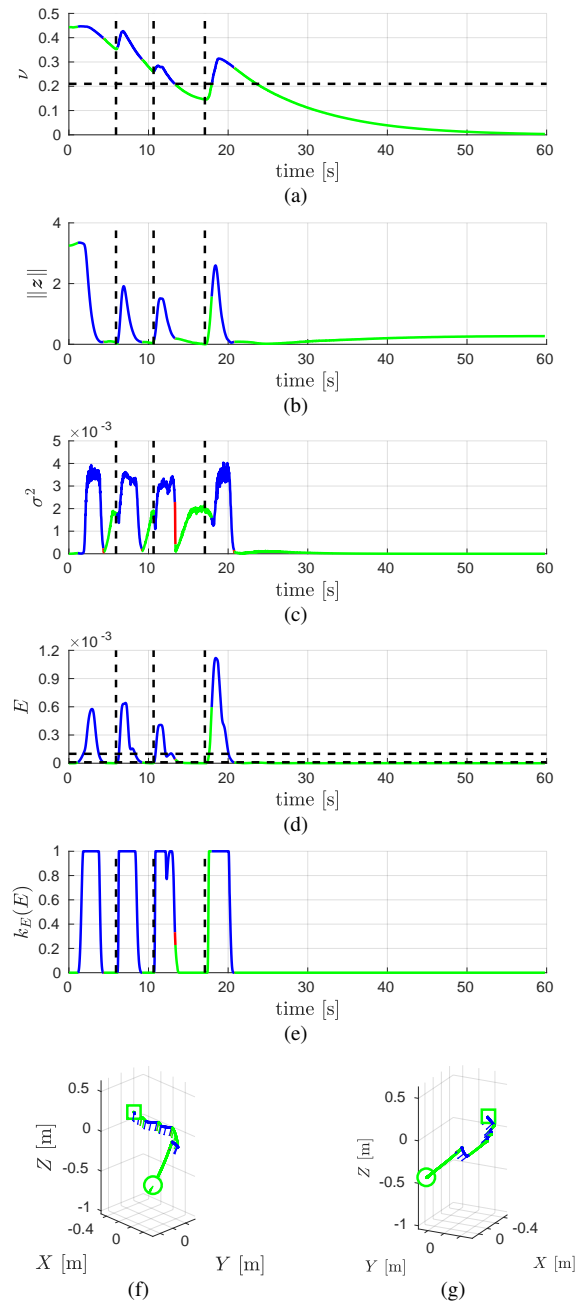 0.5
0.4
0.3
0.2
0.1
0
ν
0 10 20 30 40 50 60
time [s]
(a)
4
2
0
||z||
0 10 20 30 40 50 60
time [s]
(b)
×10⁻³
5
4
3
2
1
0
σ²
0 10 20 30 40 50 60
time [s]
(c)
×10⁻³
1.2
0.9
0.6
0.3
0
E
0 10 20 30 40 50 60
time [s]
(d)
1
0.8
0.6
0.4
0.2
0
k_E(E)
0 10 20 30 40 50 60
time [s]
(e)
0.5
0
-0.5
-1
Z [m]
-0.4
0
0
X [m]
Y [m]
(f)
0.5
0
-0.5
-1
Z [m]
0
0
-0.4
Y [m]
X [m]
(g)